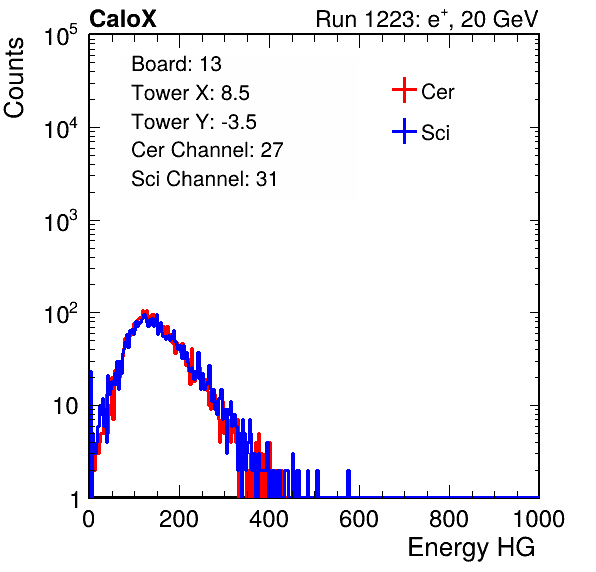 CaloX Run 1223: e⁺, 20 GeV
Counts
Board: 13
Tower X: 8.5
Tower Y: -3.5
Cer Channel: 27
Sci Channel: 31
Cer
Sci
10⁵
10⁴
10³
10²
10
1
0 200 400 600 800 1000
Energy HG